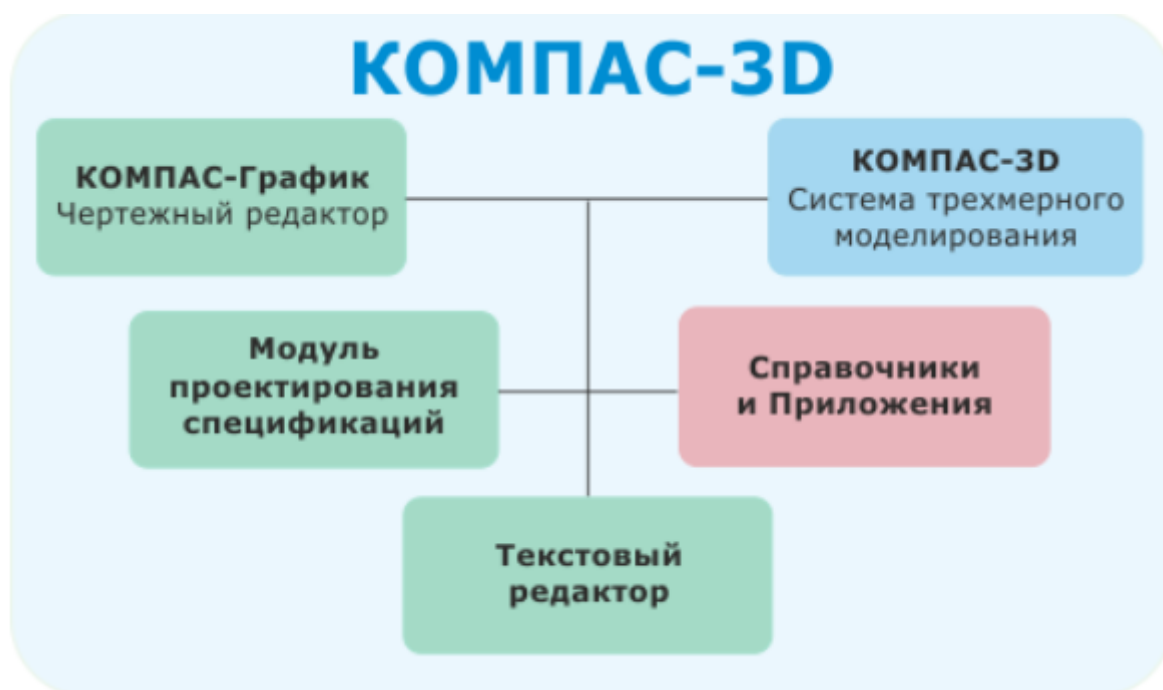 КОМПАС-3D
КОМПАС-График
Чертежный редактор
КОМПАС-3D
Система трехмерного
моделирования
Модуль
проектирования
спецификаций
Справочники
и Приложения
Текстовый
редактор